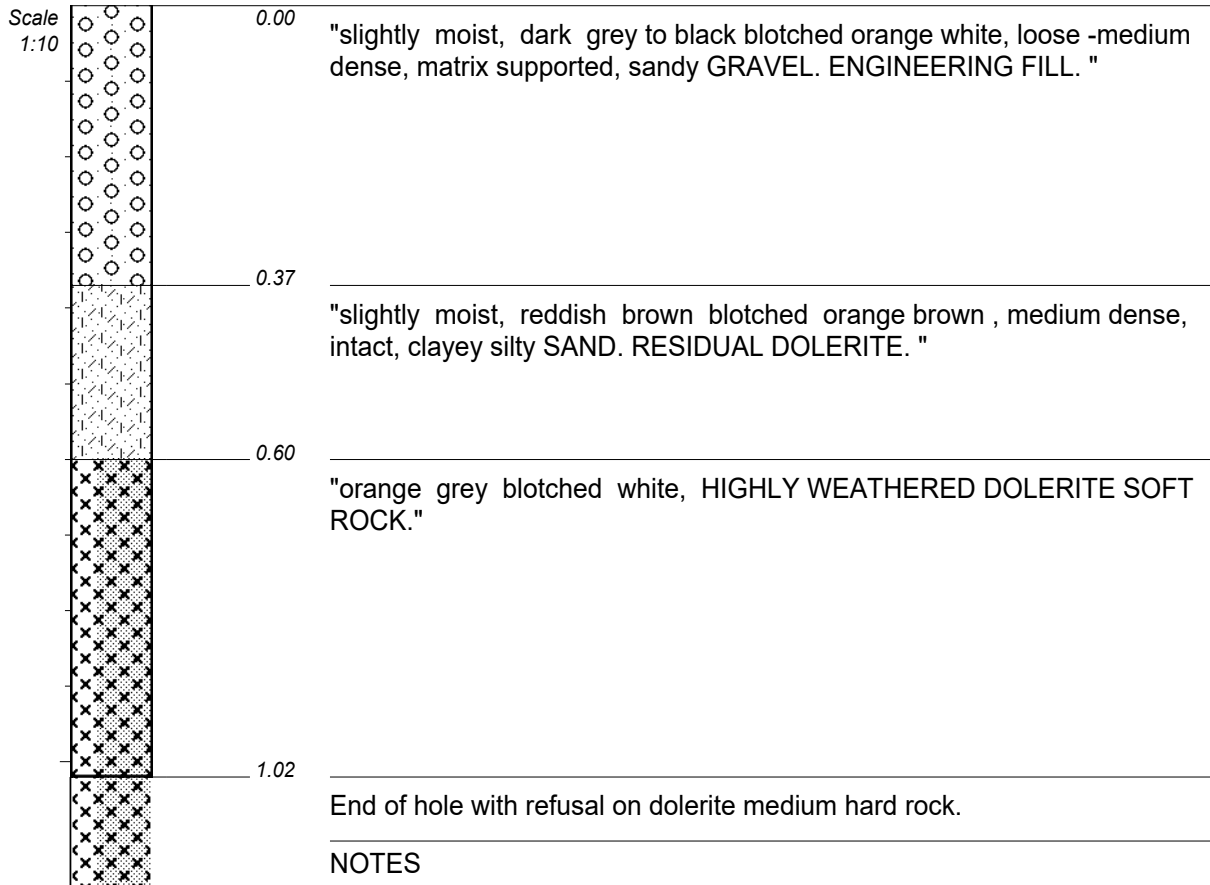 Scale
1:10
0.00
"slightly moist, dark grey to black blotched orange white, loose -medium
dense, matrix supported, sandy GRAVEL. ENGINEERING FILL. "
0.37
"slightly moist, reddish brown blotched orange brown , medium dense,
intact, clayey silty SAND. RESIDUAL DOLERITE. "
0.60
"orange grey blotched white, HIGHLY WEATHERED DOLERITE SOFT
ROCK."
1.02
End of hole with refusal on dolerite medium hard rock.
NOTES